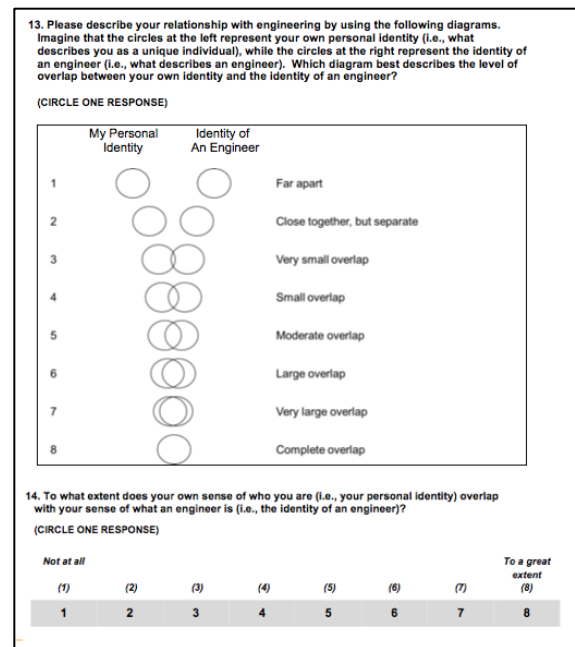 13. Please describe your relationship with engineering by using the following diagrams.
Imagine that the circles at the left represent your own personal identity (i.e., what
describes you as a unique individual), while the circles at the right represent the identity of
an engineer (i.e., what describes an engineer). Which diagram best describes the level of
overlap between your own identity and the identity of an engineer?
(CIRCLE ONE RESPONSE)
My Personal Identity of
Identity An Engineer
1 Far apart
2 Close together, but separate
3 Very small overlap
4 Small overlap
5 Moderate overlap
6 Large overlap
7 Very large overlap
8 Complete overlap
14. To what extent does your own sense of who you are (i.e., your personal identity) overlap
with your sense of what an engineer is (i.e., the identity of an engineer)?
(CIRCLE ONE RESPONSE)
Not at all To a great
extent
(1) (2) (3) (4) (5) (6) (7) (8)
1 2 3 4 5 6 7 8